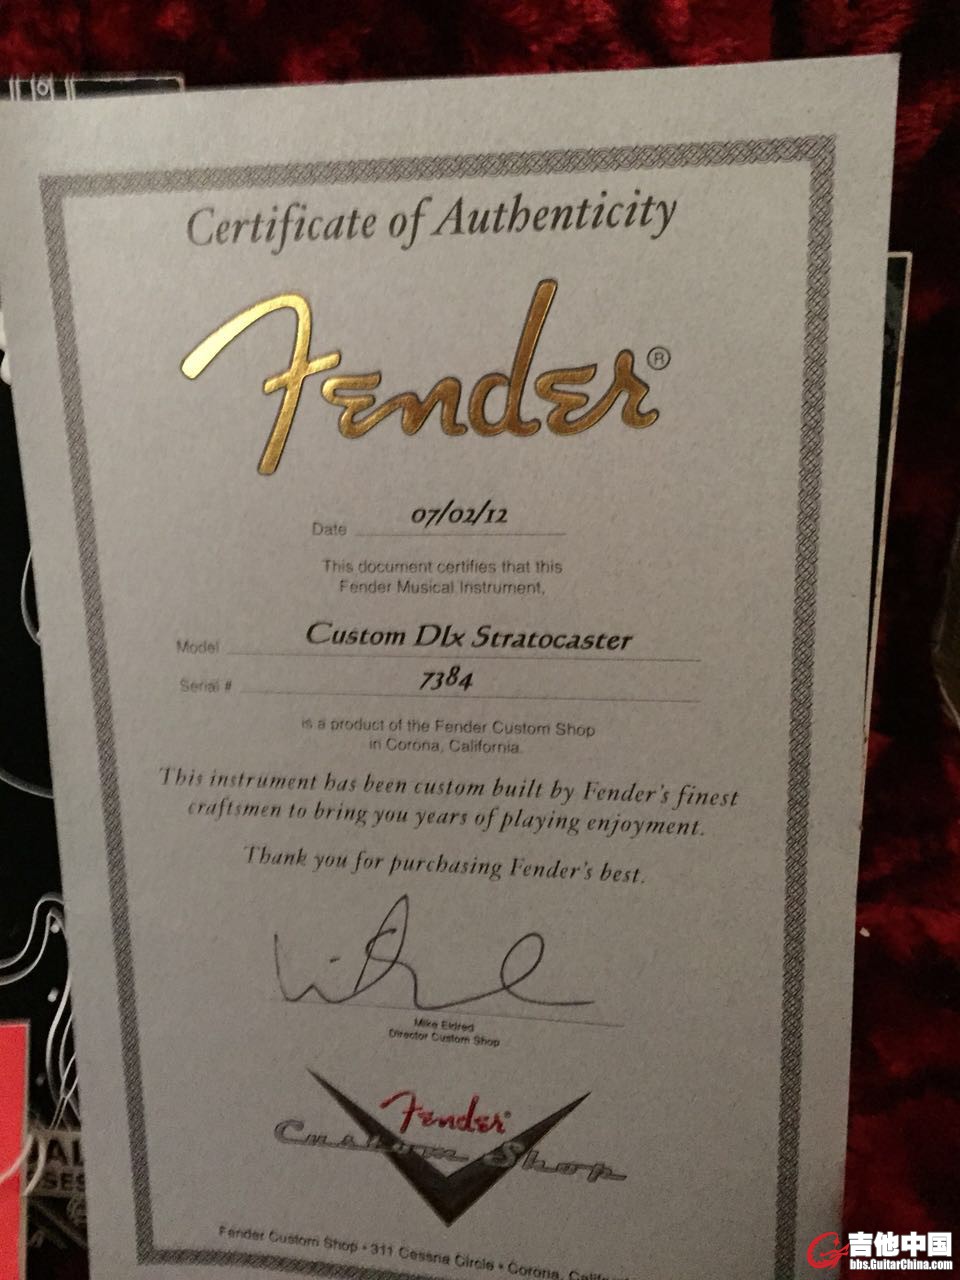 Certificate of Authenticity
Fender®
Date 07/02/12
This document certifies that this
Fender Musical Instrument,
Model Custom Dlx Stratocaster
Serial # 7384
is a product of the Fender Custom Shop
in Corona, California.
This instrument has been custom built by Fender's finest
craftsmen to bring you years of playing enjoyment.
Thank you for purchasing Fender's best.
Mike Eldred
Director Custom Shop
Fender®
Custom Shop
Fender Custom Shop • 311 Cessna Circle • Corona,
吉他中国
bbs.GuitarChina.com